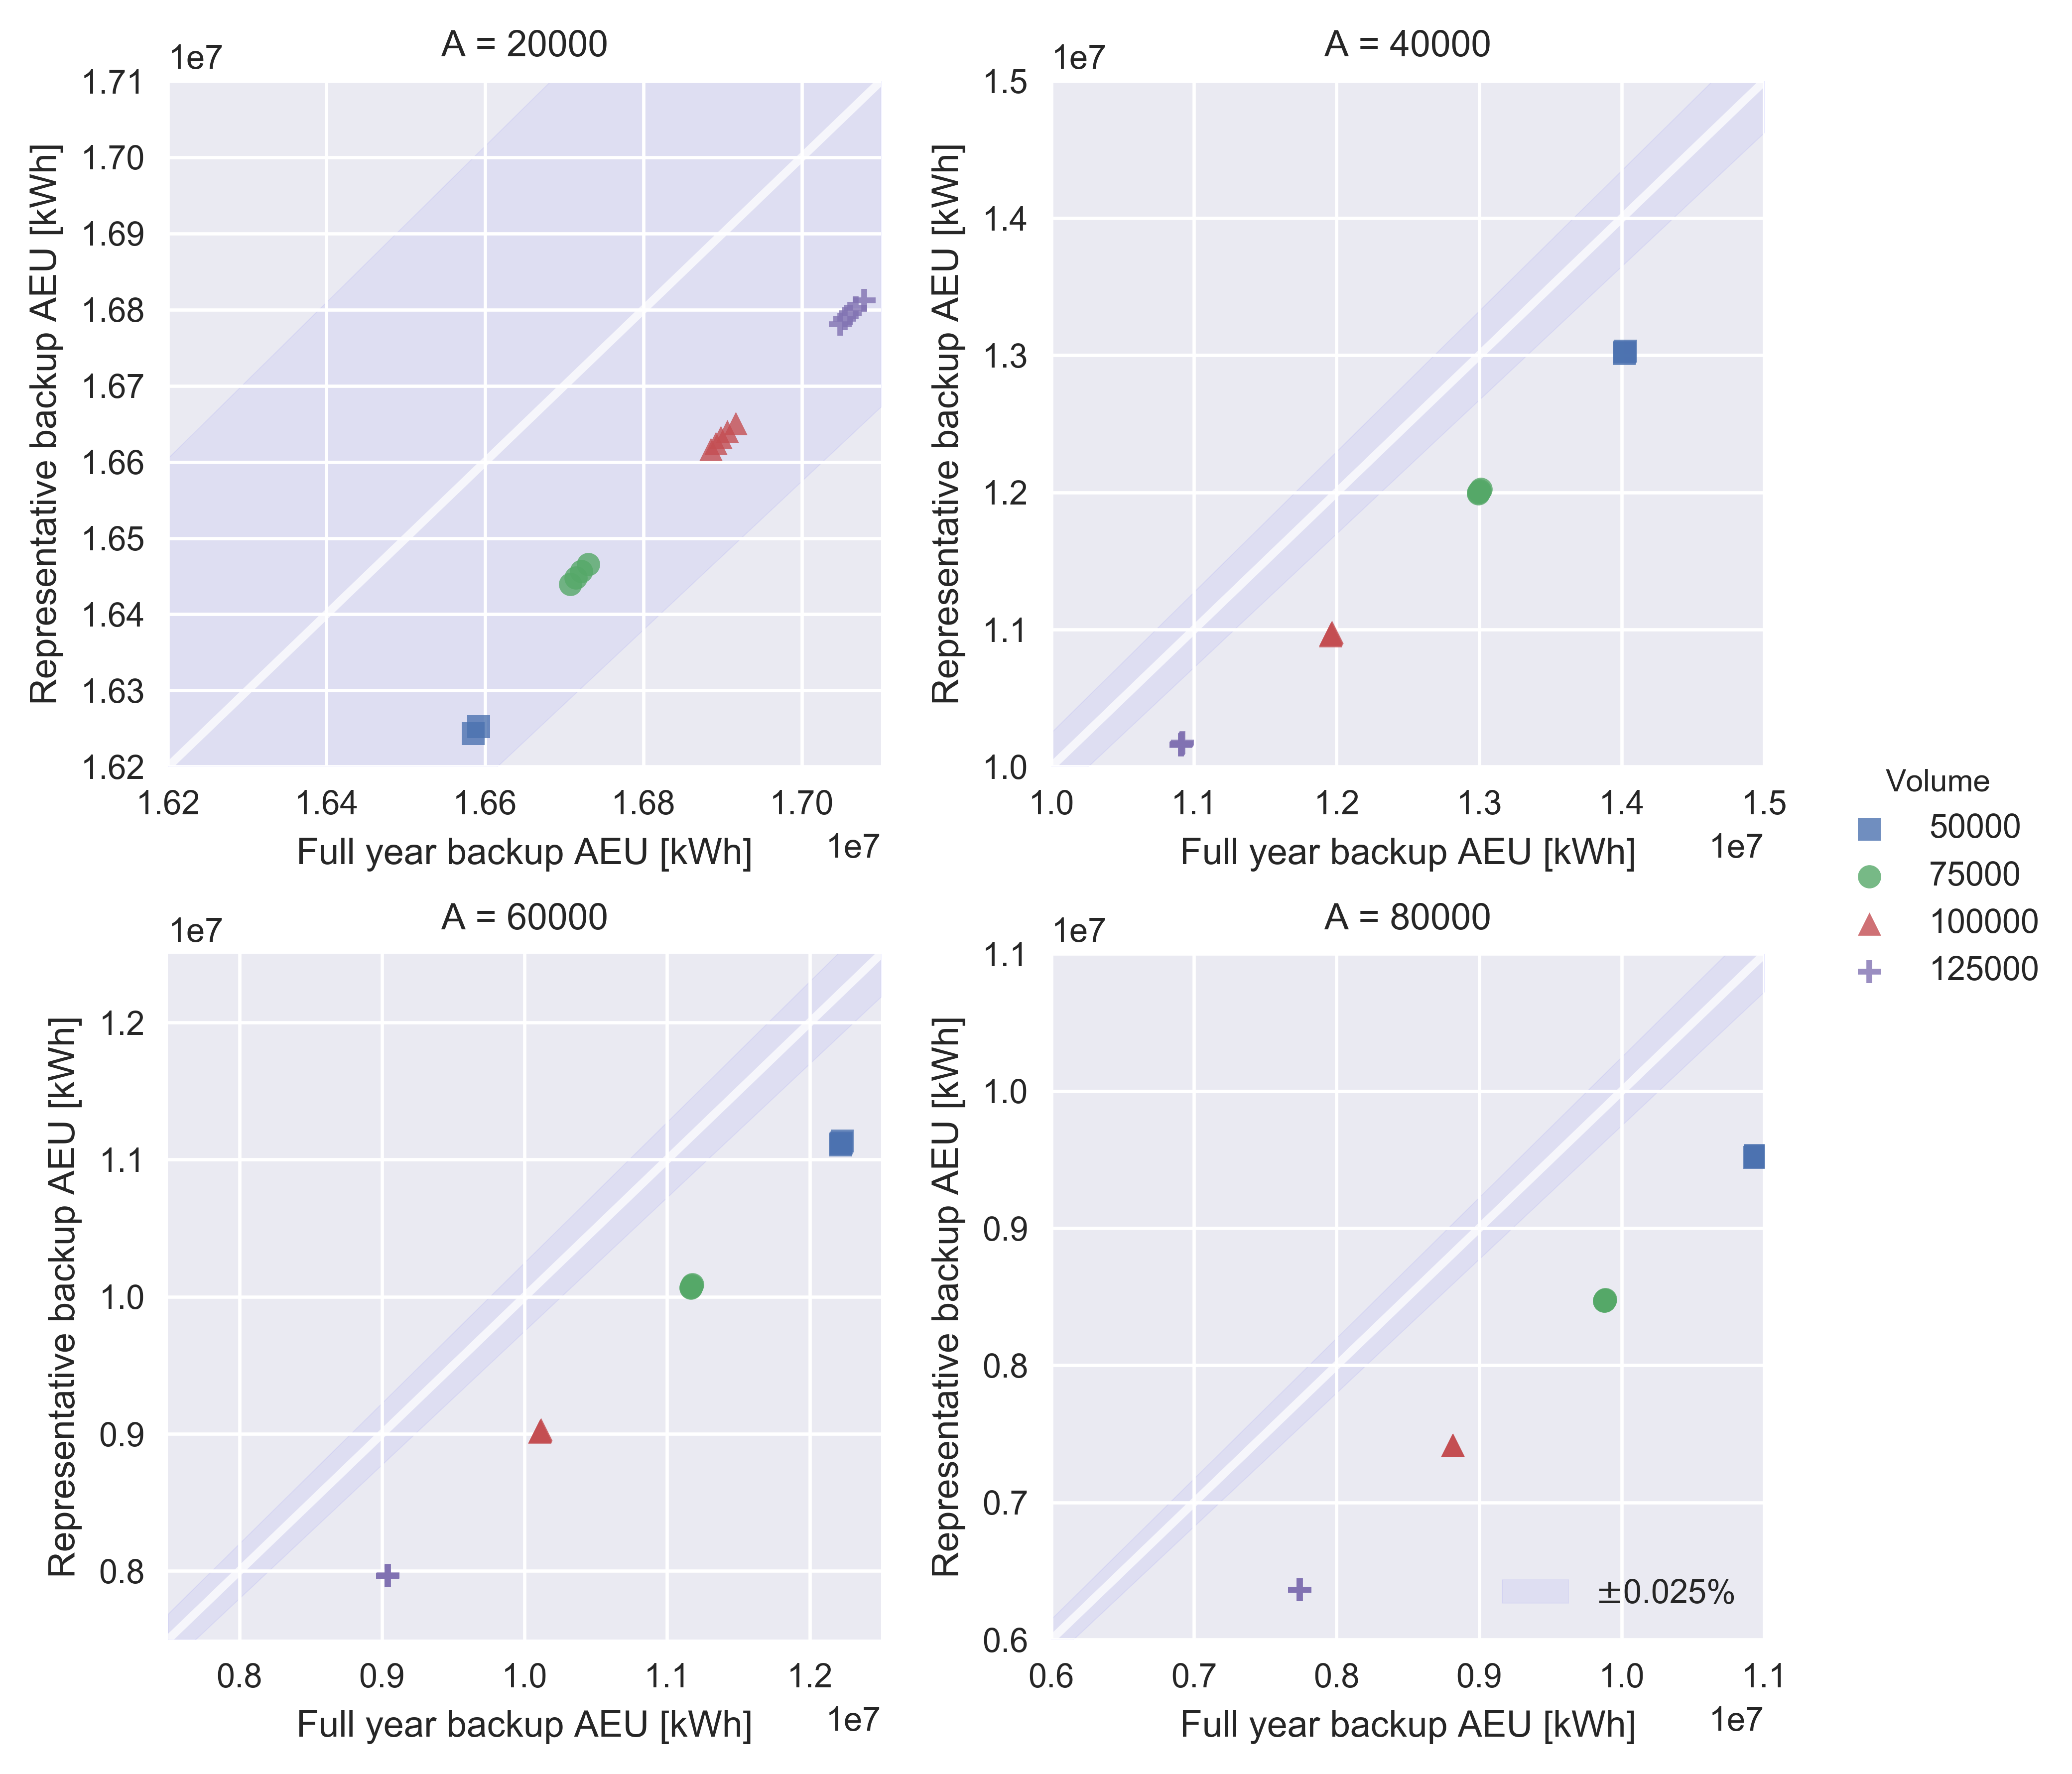 A = 20000
1e7
1.71
1.70
1.69
1.68
1.67
1.66
1.65
1.64
1.63
1.62
Representative backup AEU [kWh]
1.62 1.64 1.66 1.68 1.70
Full year backup AEU [kWh]
1e7
A = 40000
1e7
1.5
1.4
1.3
1.2
1.1
1.0
Representative backup AEU [kWh]
1.0 1.1 1.2 1.3 1.4 1.5
Full year backup AEU [kWh]
1e7
Volume
50000
75000
100000
125000
A = 60000
1e7
1.2
1.1
1.0
0.9
0.8
Representative backup AEU [kWh]
0.8 0.9 1.0 1.1 1.2
Full year backup AEU [kWh]
1e7
A = 80000
1e7
1.1
1.0
0.9
0.8
0.7
0.6
Representative backup AEU [kWh]
±0.025%
0.6 0.7 0.8 0.9 1.0 1.1
Full year backup AEU [kWh]
1e7